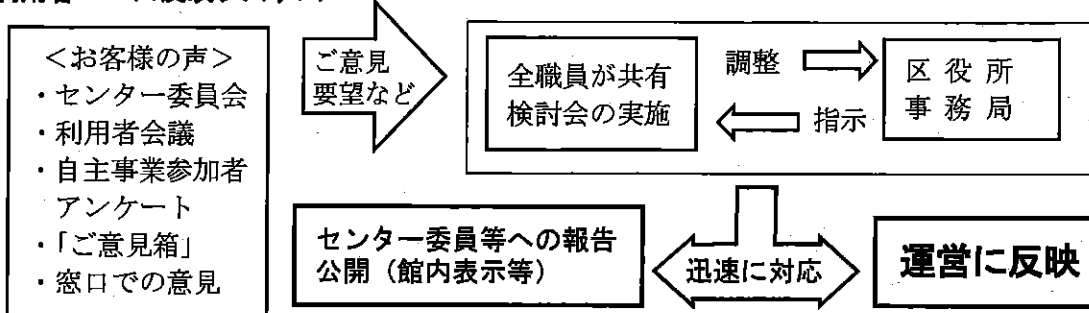 ＜お客様の声＞
・センター委員会
・利用者会議
・自主事業参加者
アンケート
・「ご意見箱」
・窓口での意見
ご意見
要望など
全職員が共有
検討会の実施
調整
指示
区役所
事務局
センター委員等への報告
公開（館内表示等）
迅速に対応
運営に反映